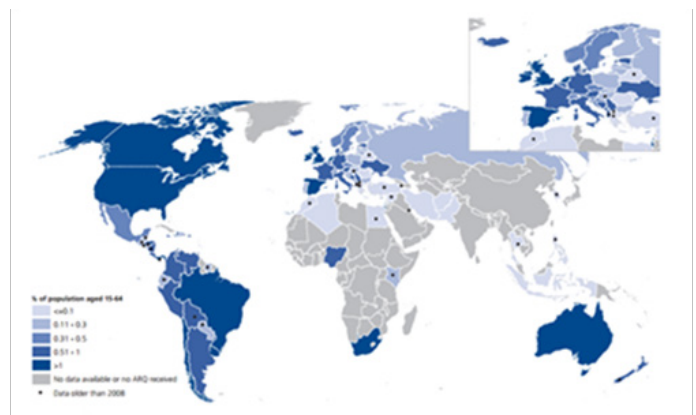 % of population aged 15-64
<=0.1
0.11 - 0.3
0.31 - 0.5
0.51 - 1
>1
No data available or no ARQ received
Data older than 2008